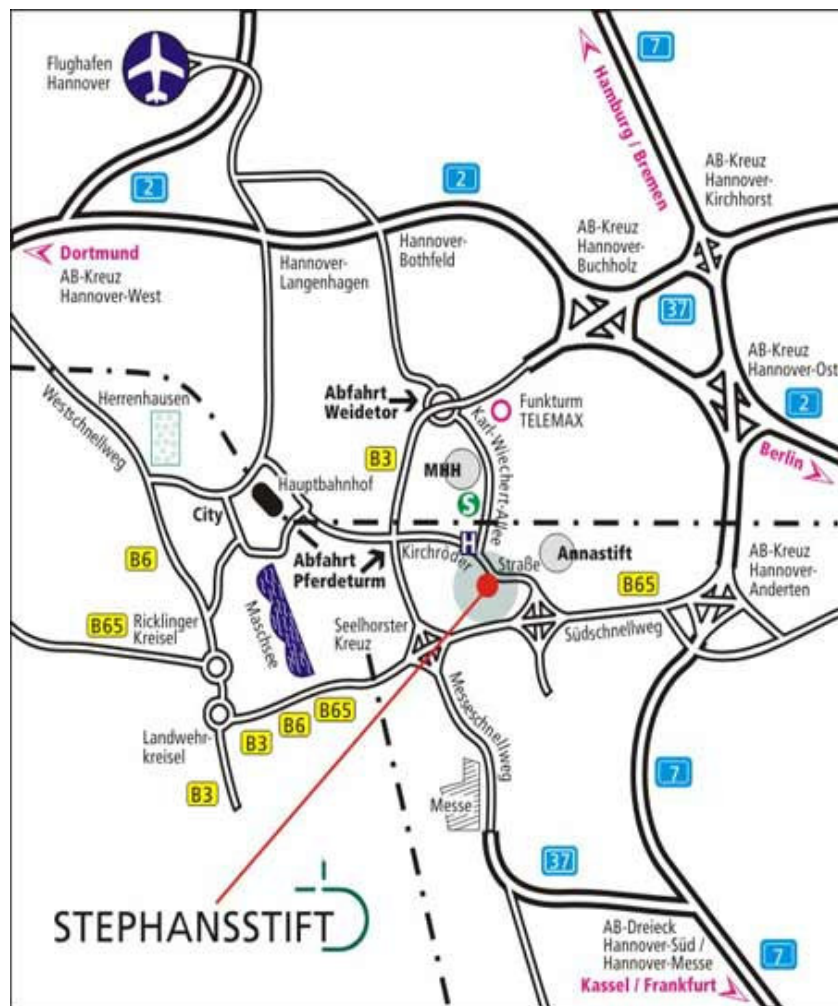 7
Flughafen
Hannover
Hamburg / Bremen
AB-Kreuz
Hannover-
Kirchhorst
2
2
Dortmund
AB-Kreuz
Hannover-West
Hannover-
Langenhagen
Hannover-
Bothfeld
AB-Kreuz
Hannover-
Buchholz
37
AB-Kreuz
Hannover-Ost
2
Berlin
Westschnellweg
Herrenhausen
Abfahrt
Weidetor
Funkturm
TELEMAX
Karl-Wiechert-Allee
B3
MHH
S
Hauptbahnhof
City
H
Abfahrt
Pferdeturm
Kirchröder
Straße
Annastift
B6
B65
AB-Kreuz
Hannover-
Anderten
B65
Ricklinger
Kreisel
Maschsee
Seelhorster
Kreuz
Südschnellweg
B65
B6
B3
Landwehr-
kreisel
B3
Messeschnellweg
Messe
7
37
STEPHANSSTIFT
AB-Dreieck
Hannover-Süd /
Hannover-Messe
7
Kassel / Frankfurt